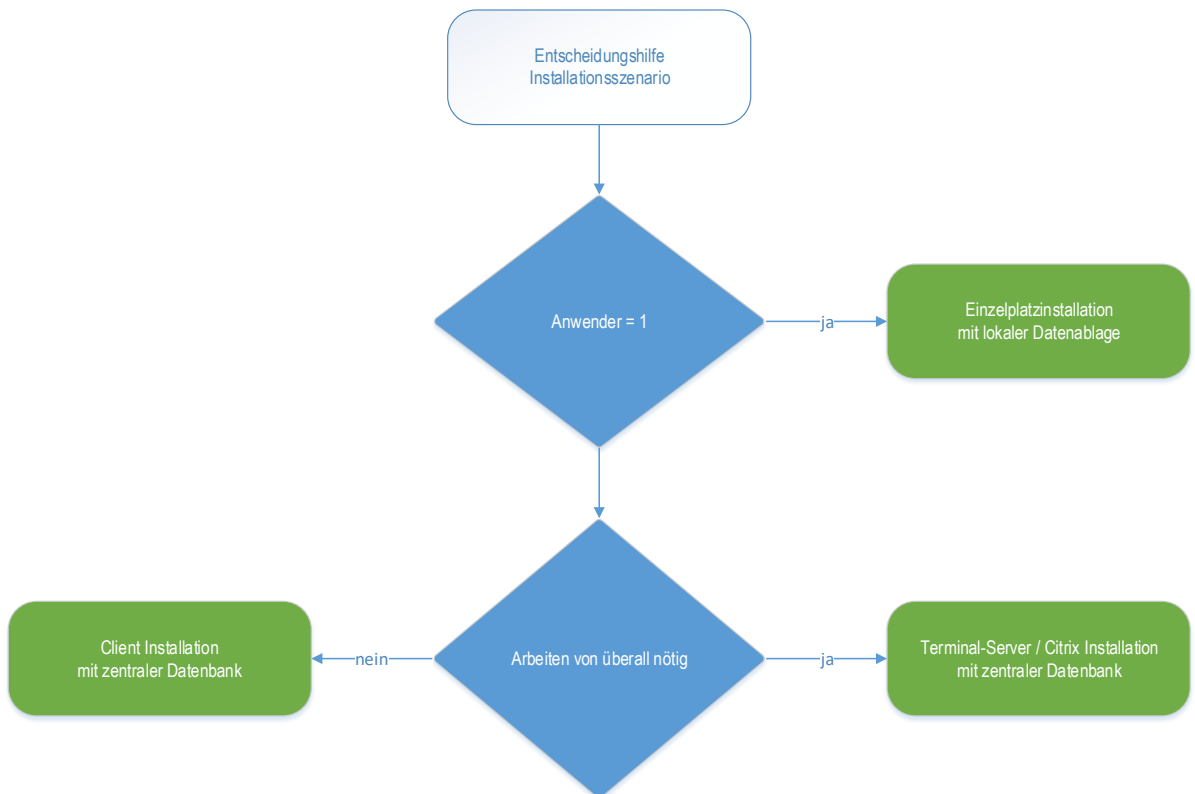 Entscheidungshilfe
Installationsszenario
Anwender = 1
ja
Einzelplatzinstallation
mit lokaler Datenablage
Client Installation
mit zentraler Datenbank
nein
Arbeiten von überall nötig
ja
Terminal-Server / Citrix Installation
mit zentraler Datenbank